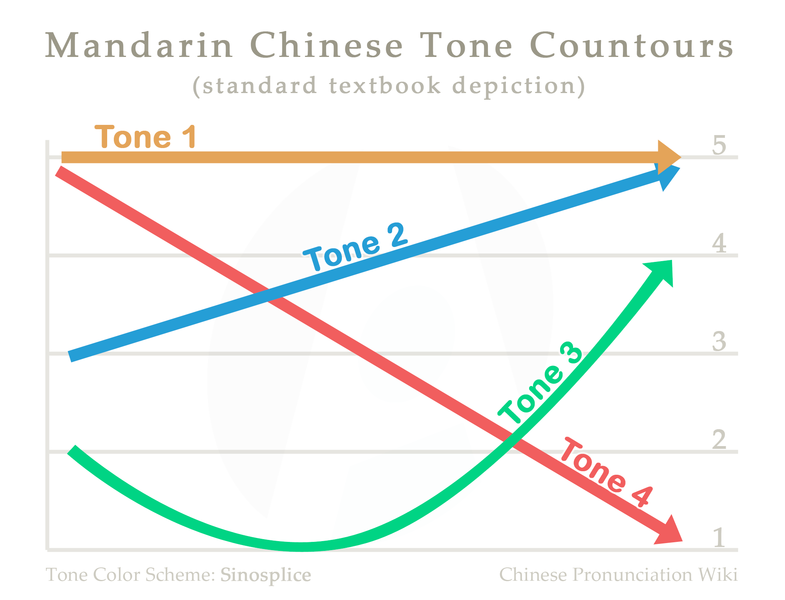 Mandarin Chinese Tone Countours
(standard textbook depiction)
Tone 1
5
Tone 2
4
3
Tone 3
2
Tone 4
1
Tone Color Scheme: Sinosplice
Chinese Pronunciation Wiki